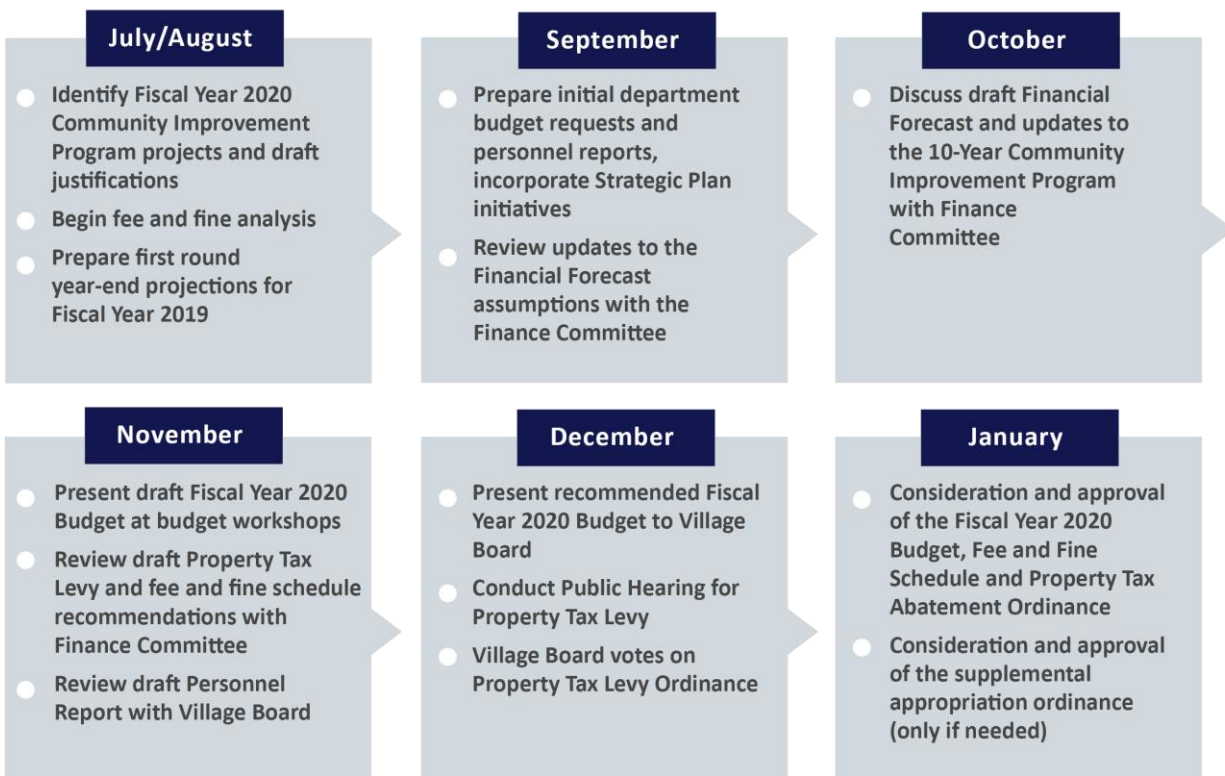 July/August
Identify Fiscal Year 2020
Community Improvement
Program projects and draft
justifications
Begin fee and fine analysis
Prepare first round
year-end projections for
Fiscal Year 2019
September
Prepare initial department
budget requests and
personnel reports,
incorporate Strategic Plan
initiatives
Review updates to the
Financial Forecast
assumptions with the
Finance Committee
October
Discuss draft Financial
Forecast and updates to
the 10-Year Community
Improvement Program
with Finance
Committee
November
Present draft Fiscal Year 2020
Budget at budget workshops
Review draft Property Tax
Levy and fee and fine schedule
recommendations with
Finance Committee
Review draft Personnel
Report with Village Board
December
Present recommended Fiscal
Year 2020 Budget to Village
Board
Conduct Public Hearing for
Property Tax Levy
Village Board votes on
Property Tax Levy Ordinance
January
Consideration and approval
of the Fiscal Year 2020
Budget, Fee and Fine
Schedule and Property Tax
Abatement Ordinance
Consideration and approval
of the supplemental
appropriation ordinance
(only if needed)